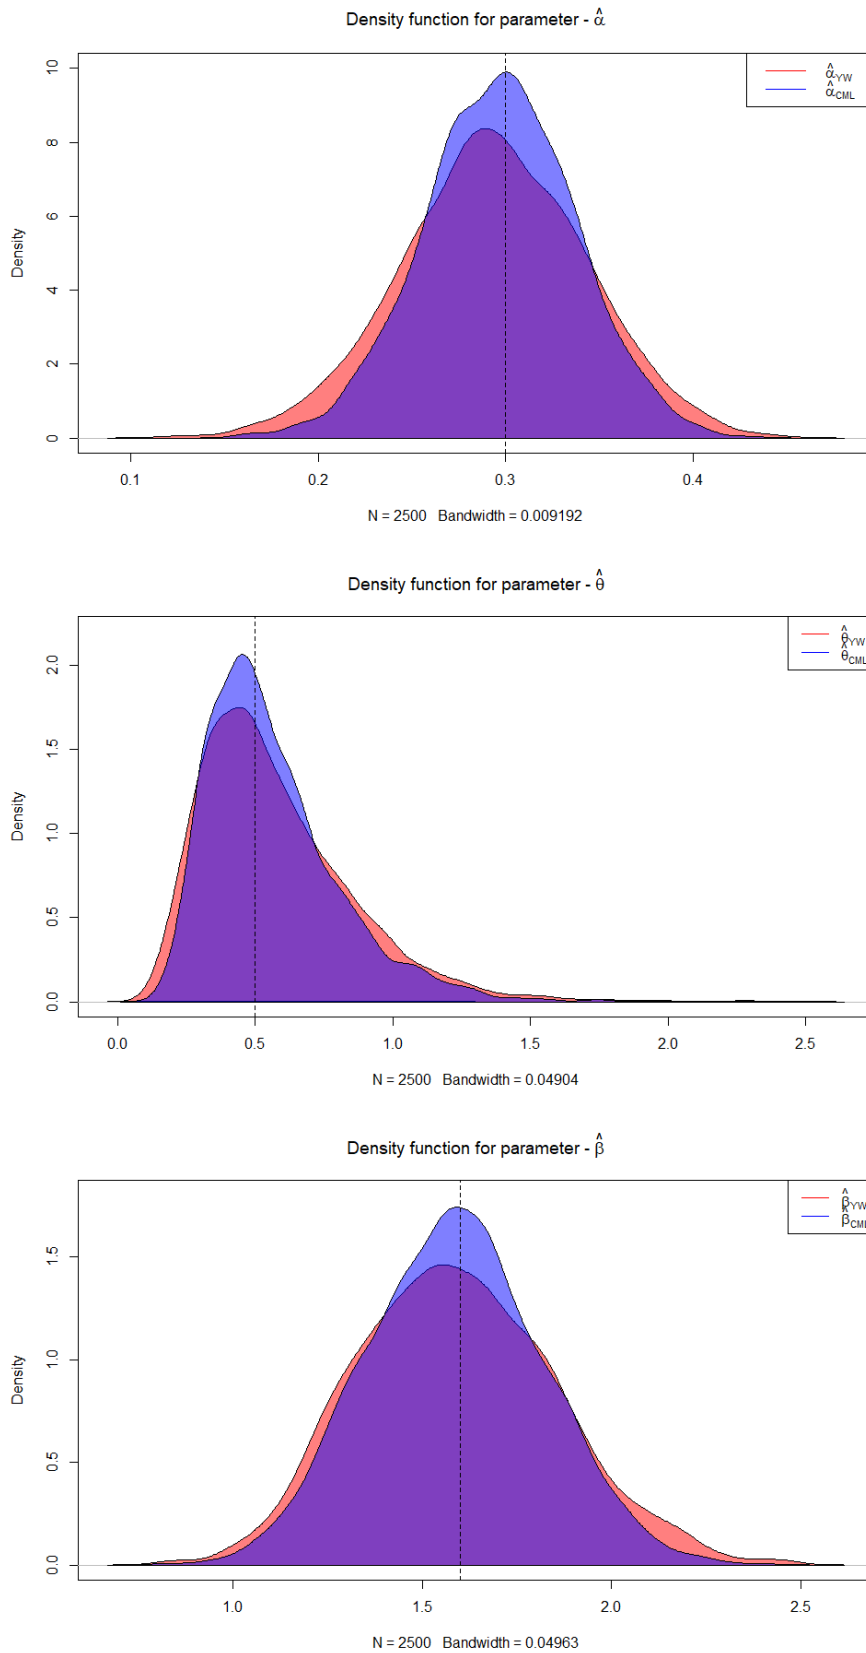 Density function for parameter - α̂
α̂YW
α̂CML
Density
0 2 4 6 8 10
0.1 0.2 0.3 0.4
N = 2500 Bandwidth = 0.009192
Density function for parameter - θ̂
θ̂YW
θ̂CML
Density
0.0 0.5 1.0 1.5 2.0
0.0 0.5 1.0 1.5 2.0 2.5
N = 2500 Bandwidth = 0.04904
Density function for parameter - β̂
β̂YW
β̂CML
Density
0.0 0.5 1.0 1.5
1.0 1.5 2.0 2.5
N = 2500 Bandwidth = 0.04963